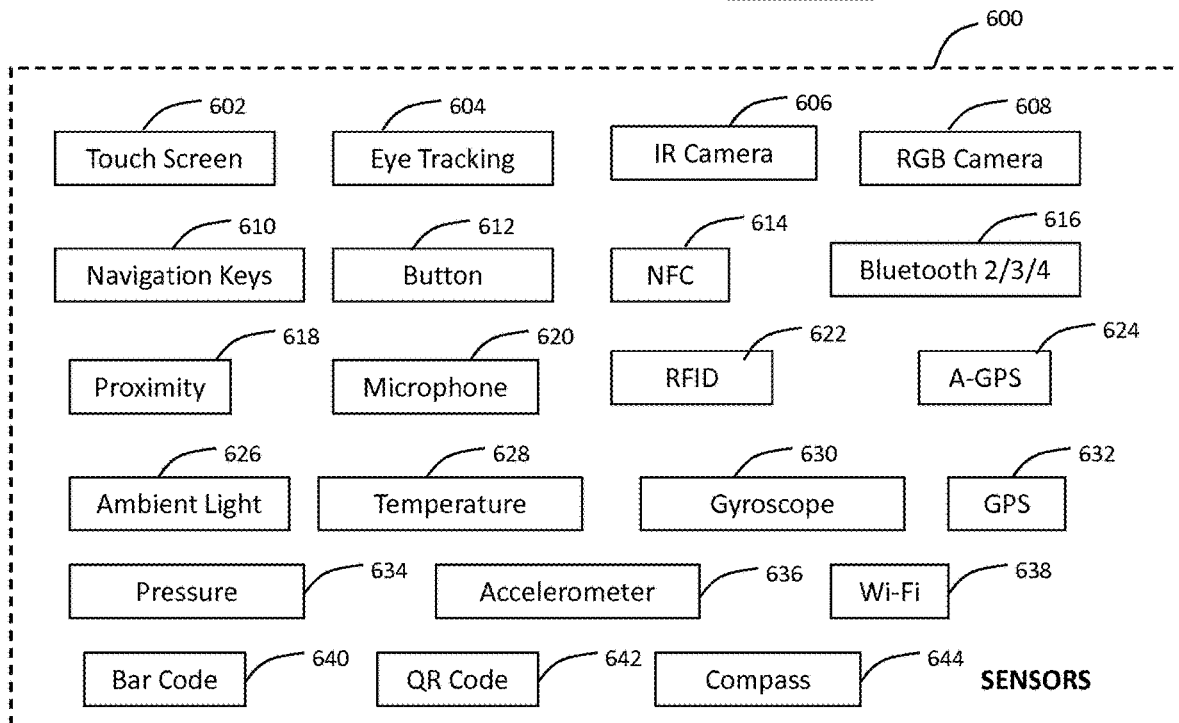 600
602 604 606 608
Touch Screen Eye Tracking IR Camera RGB Camera
610 612 614 616
Navigation Keys Button NFC Bluetooth 2/3/4
618 620 622 624
Proximity Microphone RFID A-GPS
626 628 630 632
Ambient Light Temperature Gyroscope GPS
Pressure 634 Accelerometer 636 Wi-Fi 638
Bar Code 640 QR Code 642 Compass 644 SENSORS